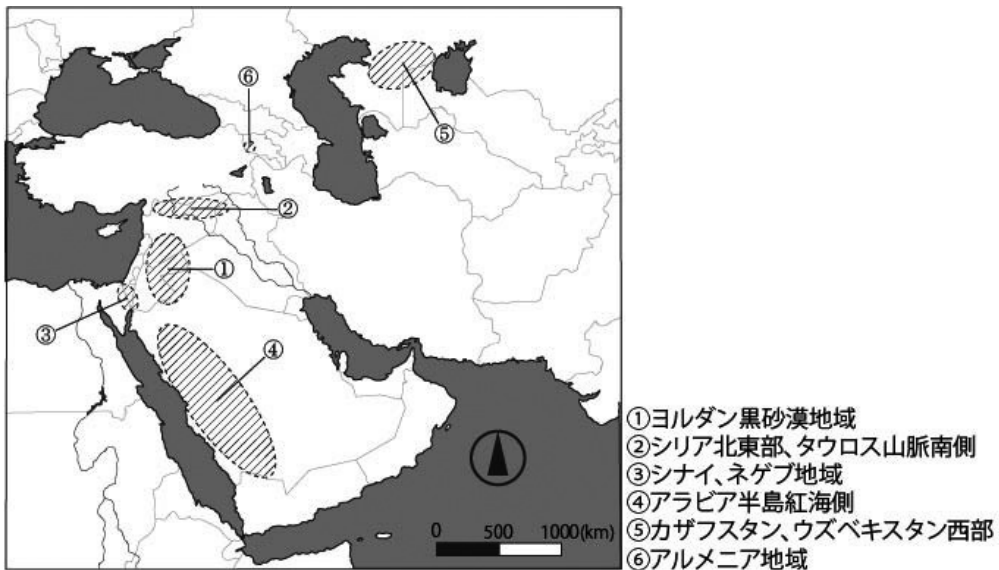 ⑥
⑤
②
①
③
④
0 500 1000(km)
①ヨルダン黒砂漠地域
②シリア北東部、タウロス山脈南側
③シナイ、ネゲブ地域
④アラビア半島紅海側
⑤カザフスタン、ウズベキスタン西部
⑥アルメニア地域